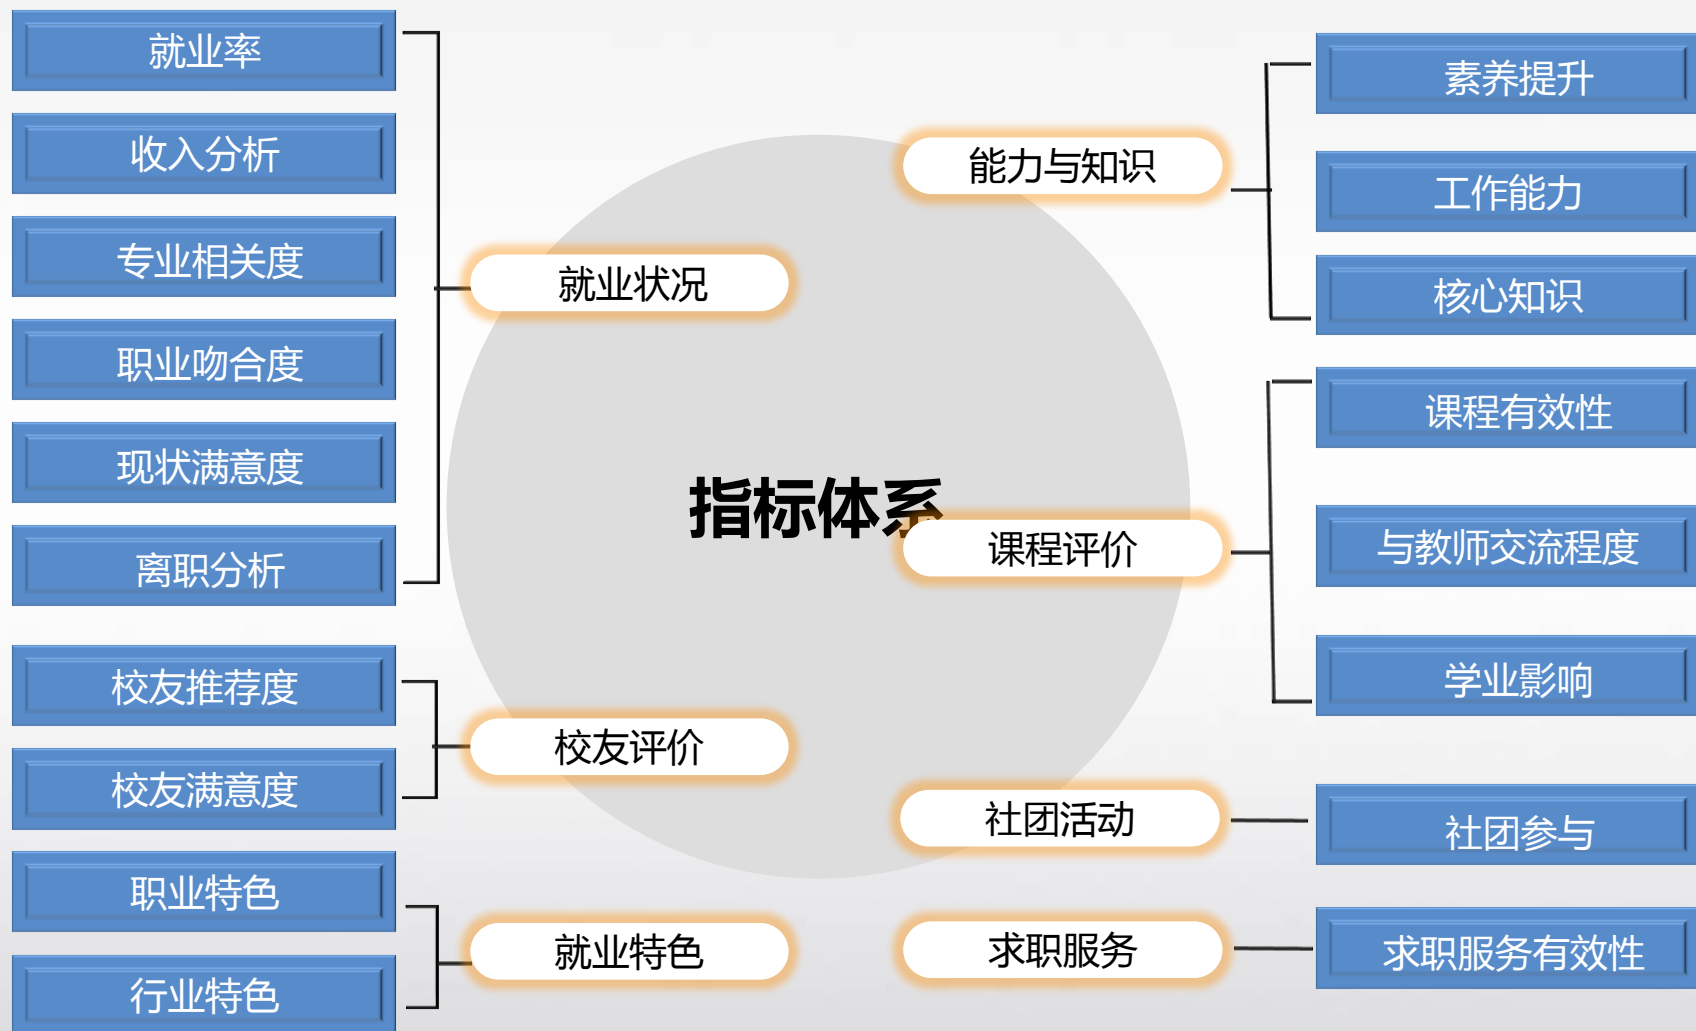 就业率
收入分析
专业相关度
职业吻合度
现状满意度
离职分析
校友推荐度
校友满意度
职业特色
行业特色
就业状况
校友评价
就业特色
指标体系
能力与知识
课程评价
社团活动
求职服务
素养提升
工作能力
核心知识
课程有效性
与教师交流程度
学业影响
社团参与
求职服务有效性